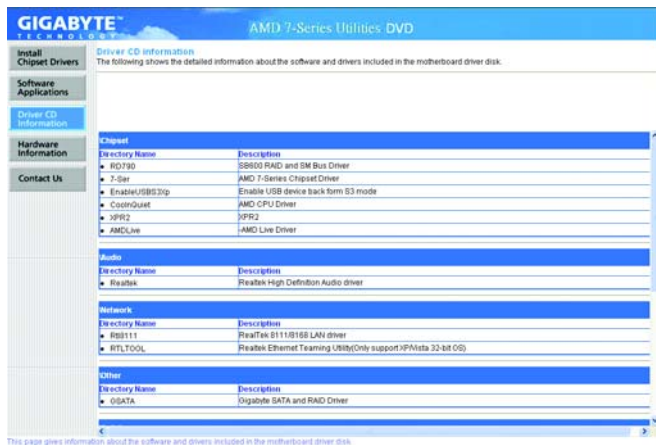 GIGABYTE™
TECHNOLOGY
AMD 7-Series Utilities DVD
Install
Chipset Drivers
Software
Applications
Driver CD
Information
Hardware
Information
Contact Us
Driver CD information
The following shows the detailed information about the software and drivers included in the motherboard driver disk.
\Chipset
Directory Name Description
• RD790 SB600 RAID and SM Bus Driver
• 7-Ser AMD 7-Series Chipset Driver
• EnableUSBS3Xp Enable USB device back form S3 mode
• CoolnQuiet AMD CPU Driver
• XPR2 XPR2
• AMDLive -AMD Live Driver
\Audio
Directory Name Description
• Realtek Realtek High Definition Audio driver
\Network
Directory Name Description
• Rtl8111 RealTek 8111/8168 LAN driver
• RTLTOOL Realtek Ethernet Teaming Utility(Only support XP/Vista 32-bit OS)
\Other
Directory Name Description
• GSATA Gigabyte SATA and RAID Driver
This page gives information about the software and drivers included in the motherboard driver disk.